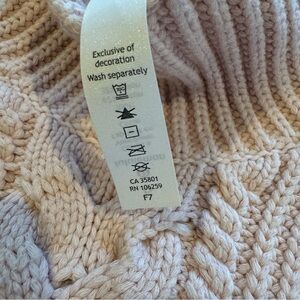 Exclusive of
decoration
Wash separately
CA 35801
RN 106259
F7